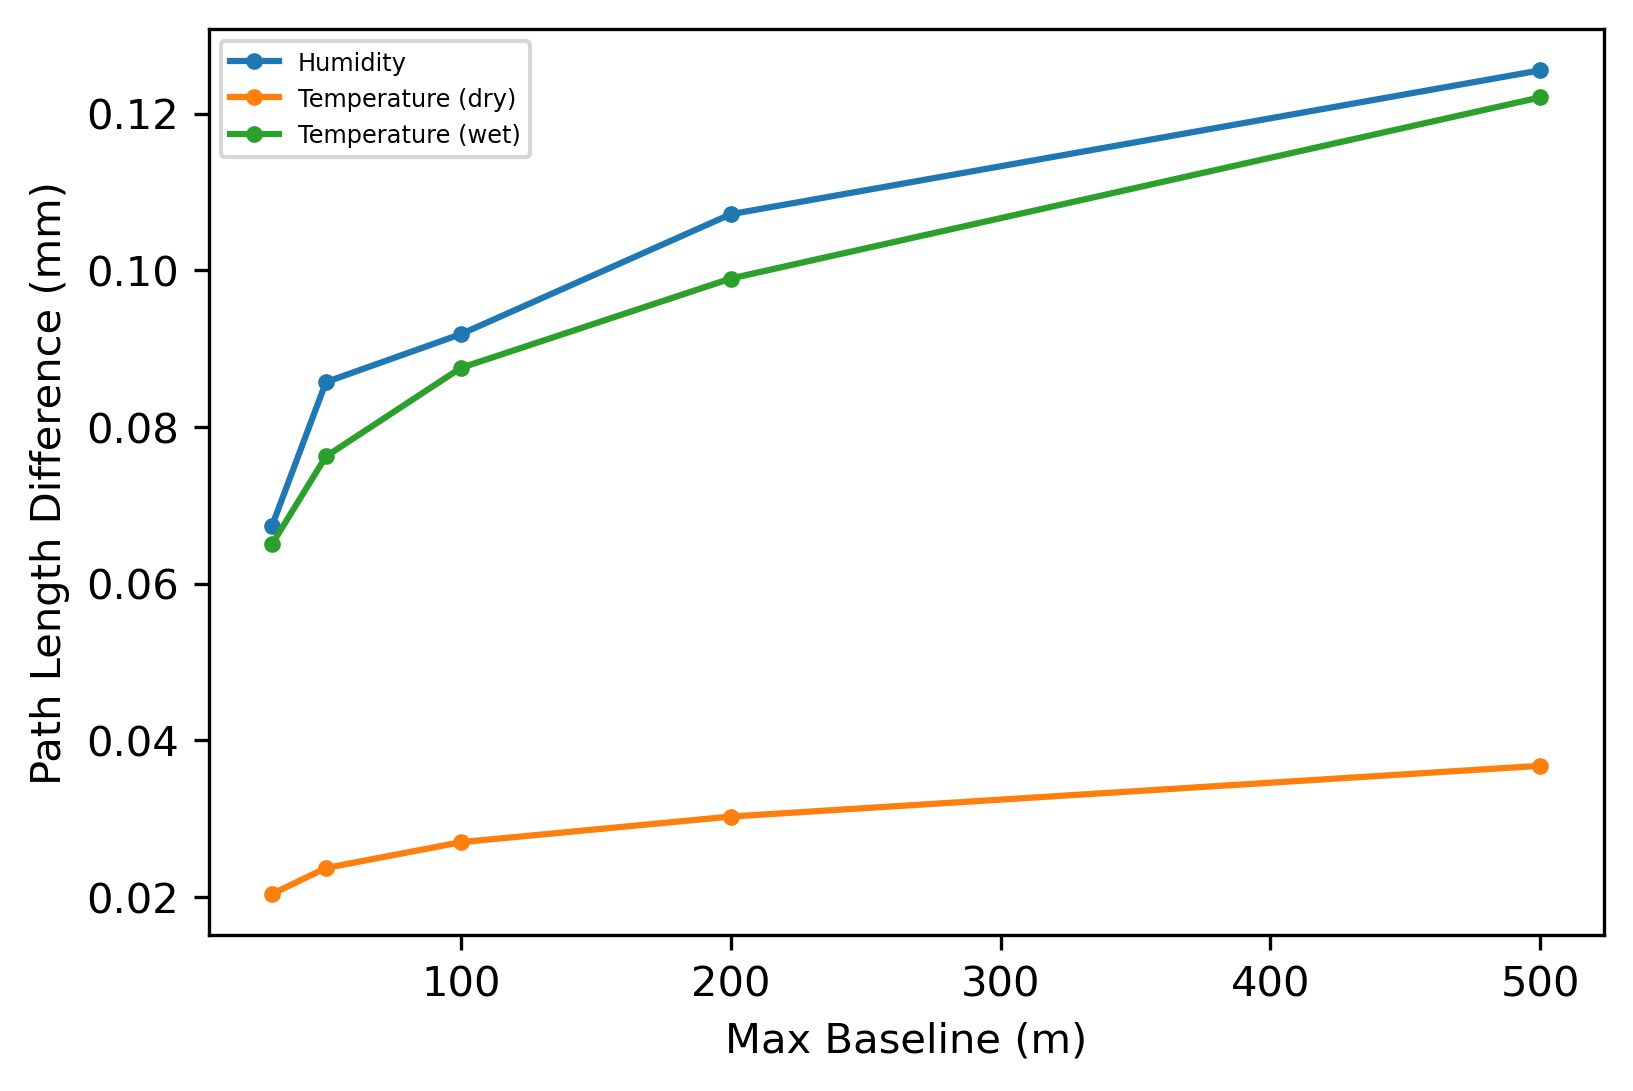 Humidity
Temperature (dry)
Temperature (wet)
0.12
0.10
0.08
0.06
0.04
0.02
Path Length Difference (mm)
100 200 300 400 500
Max Baseline (m)